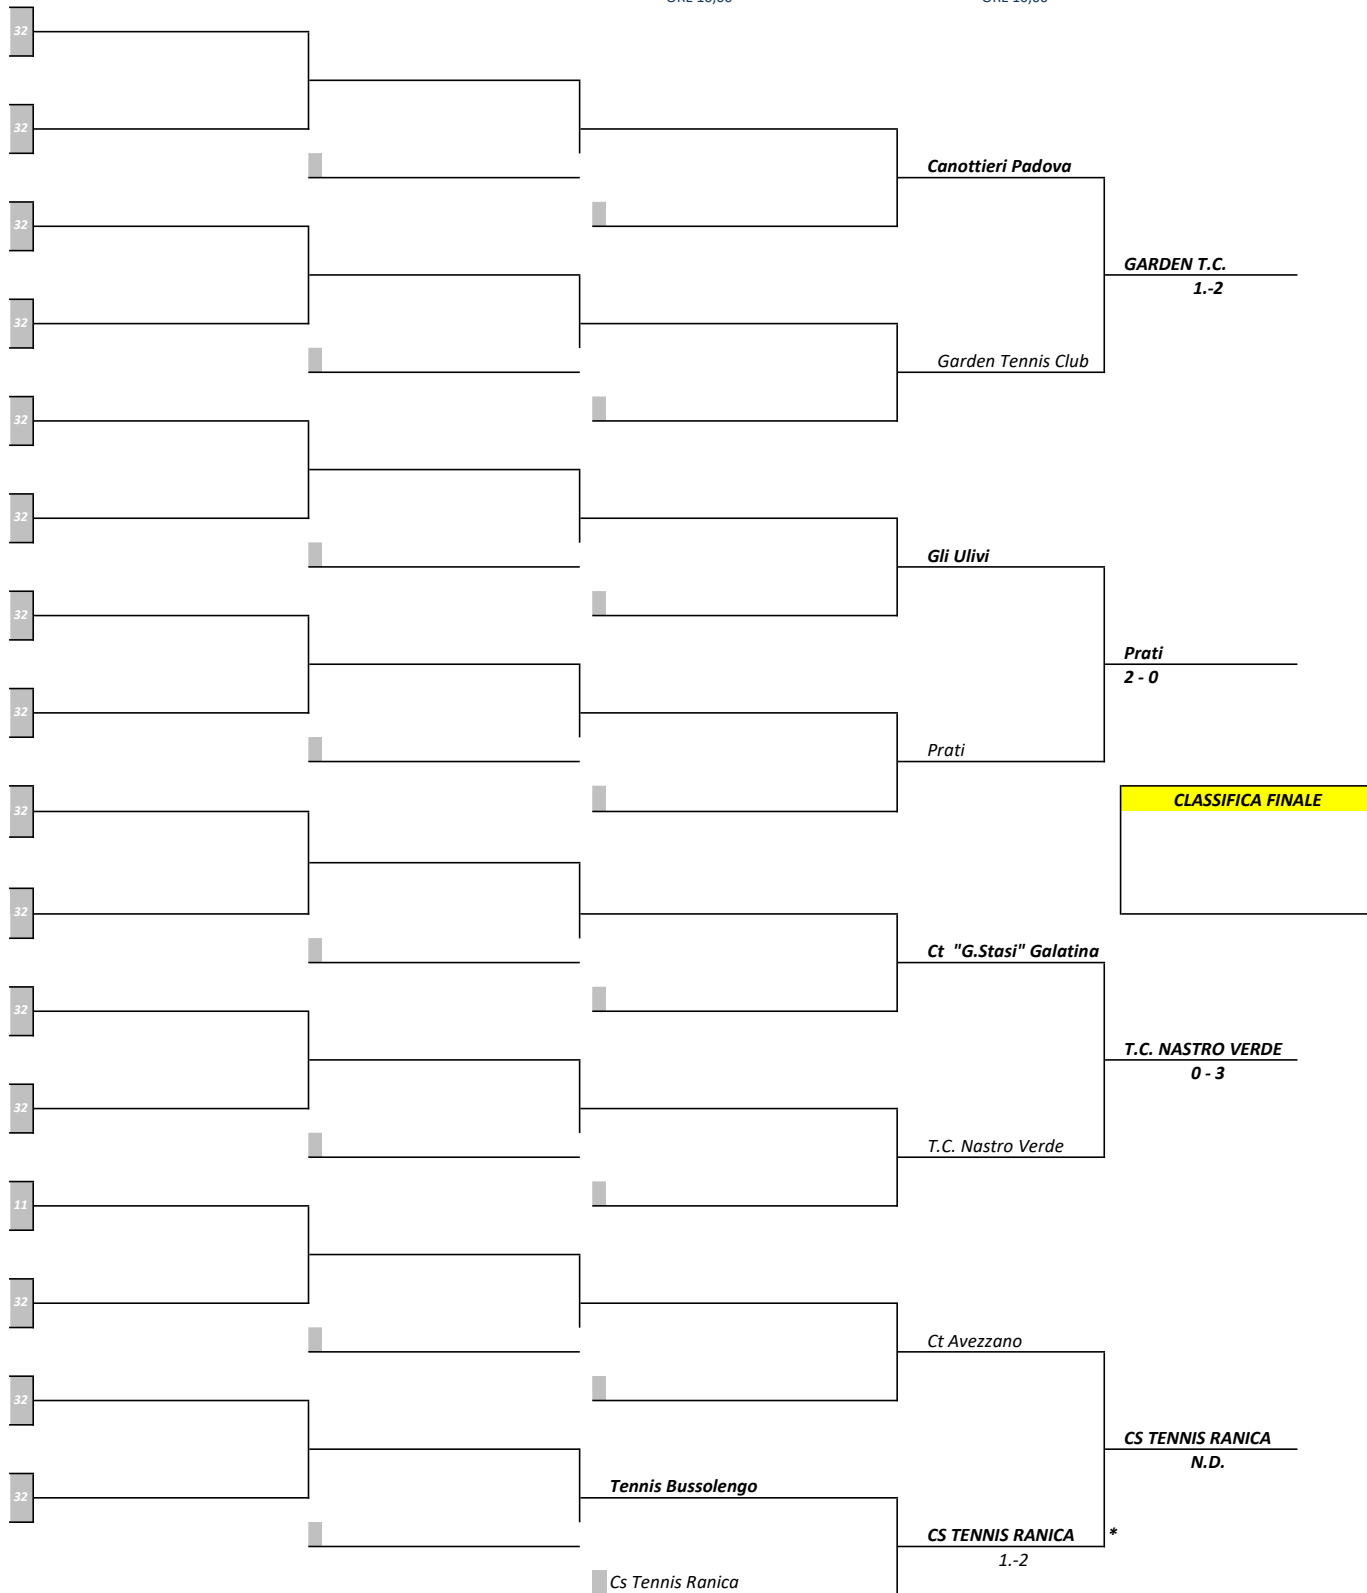 32
32
Canottieri Padova
32
GARDEN T.C.
1.-2
32
Garden Tennis Club
32
32
Gli Ulivi
32
Prati
2 - 0
32
Prati
32
CLASSIFICA FINALE
32
Ct "G.Stasi" Galatina
32
T.C. NASTRO VERDE
0 - 3
32
T.C. Nastro Verde
11
32
Ct Avezzano
32
CS TENNIS RANICA
N.D.
32
Tennis Bussolengo
CS TENNIS RANICA *
1.-2
Cs Tennis Ranica